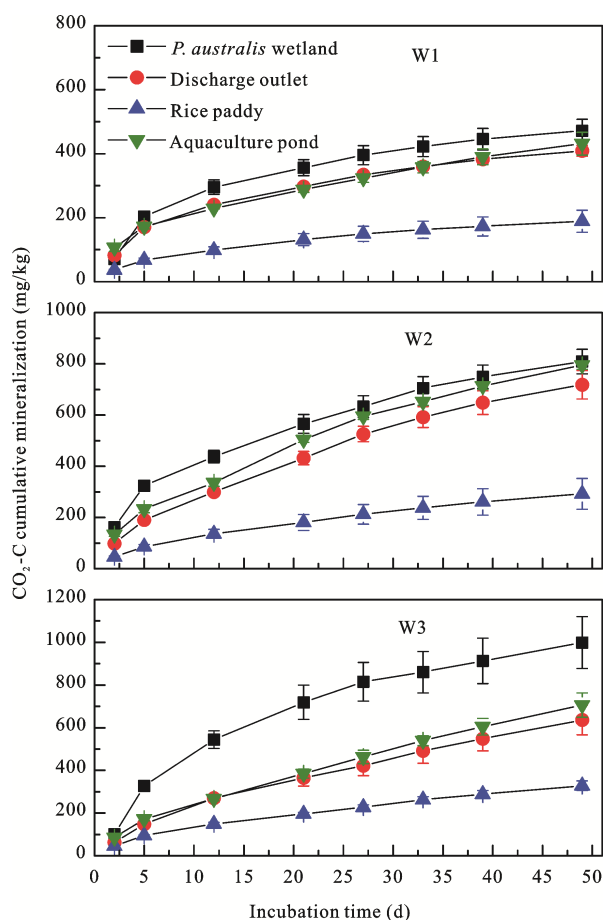 800
600
400
200
0
P. australis wetland
Discharge outlet
Rice paddy
Aquaculture pond
W1
1000
800
600
400
200
0
W2
CO₂-C cumulative mineralization (mg/kg)
1200
1000
800
600
400
200
0
W3
0 5 10 15 20 25 30 35 40 45 50
Incubation time (d)